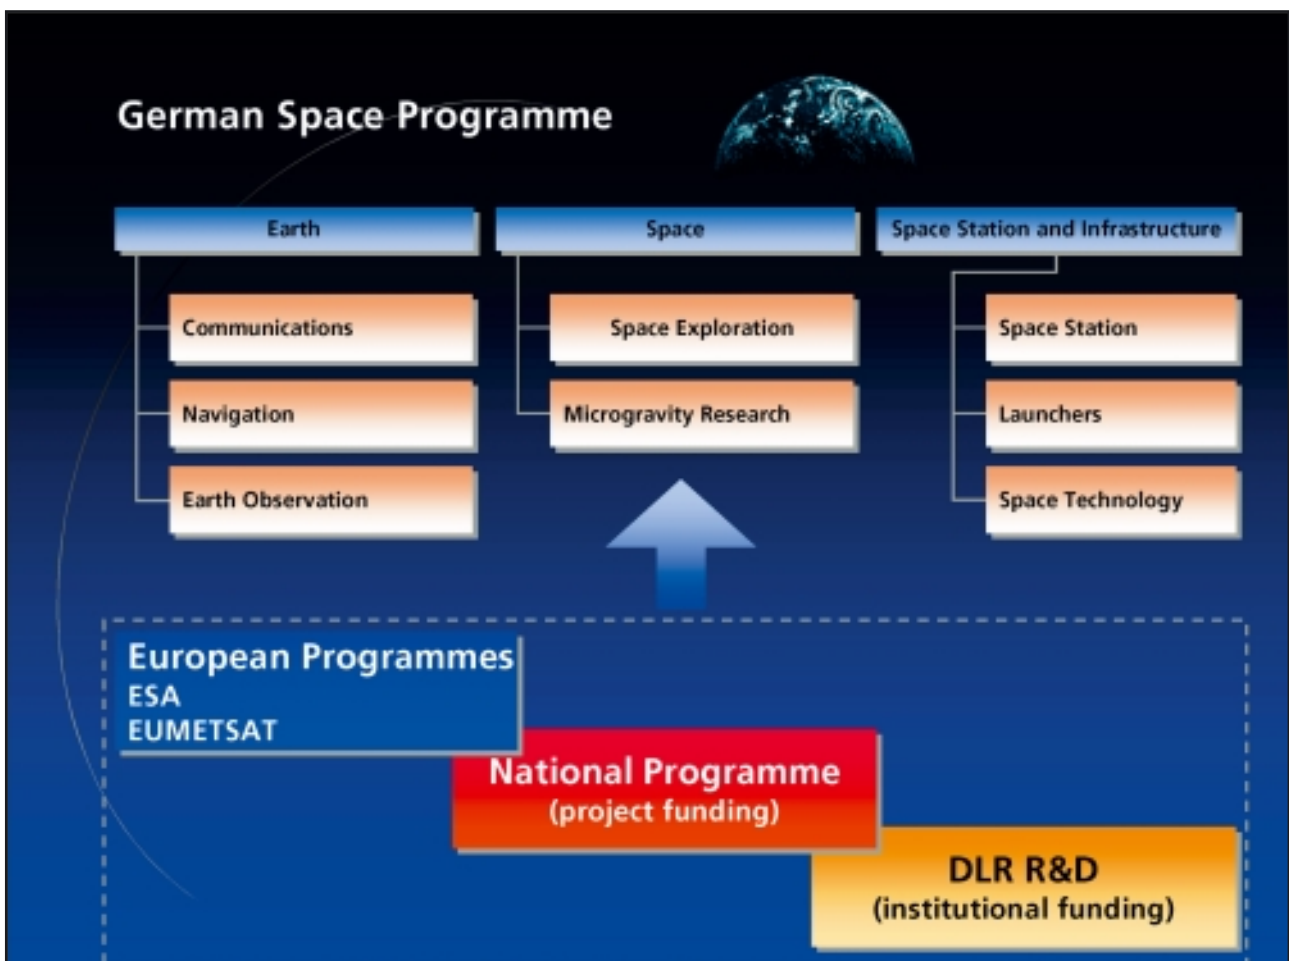 German Space Programme
Earth
Communications
Navigation
Earth Observation
Space
Space Exploration
Microgravity Research
Space Station and Infrastructure
Space Station
Launchers
Space Technology
European Programmes
ESA
EUMETSAT
National Programme
(project funding)
DLR R&D
(institutional funding)